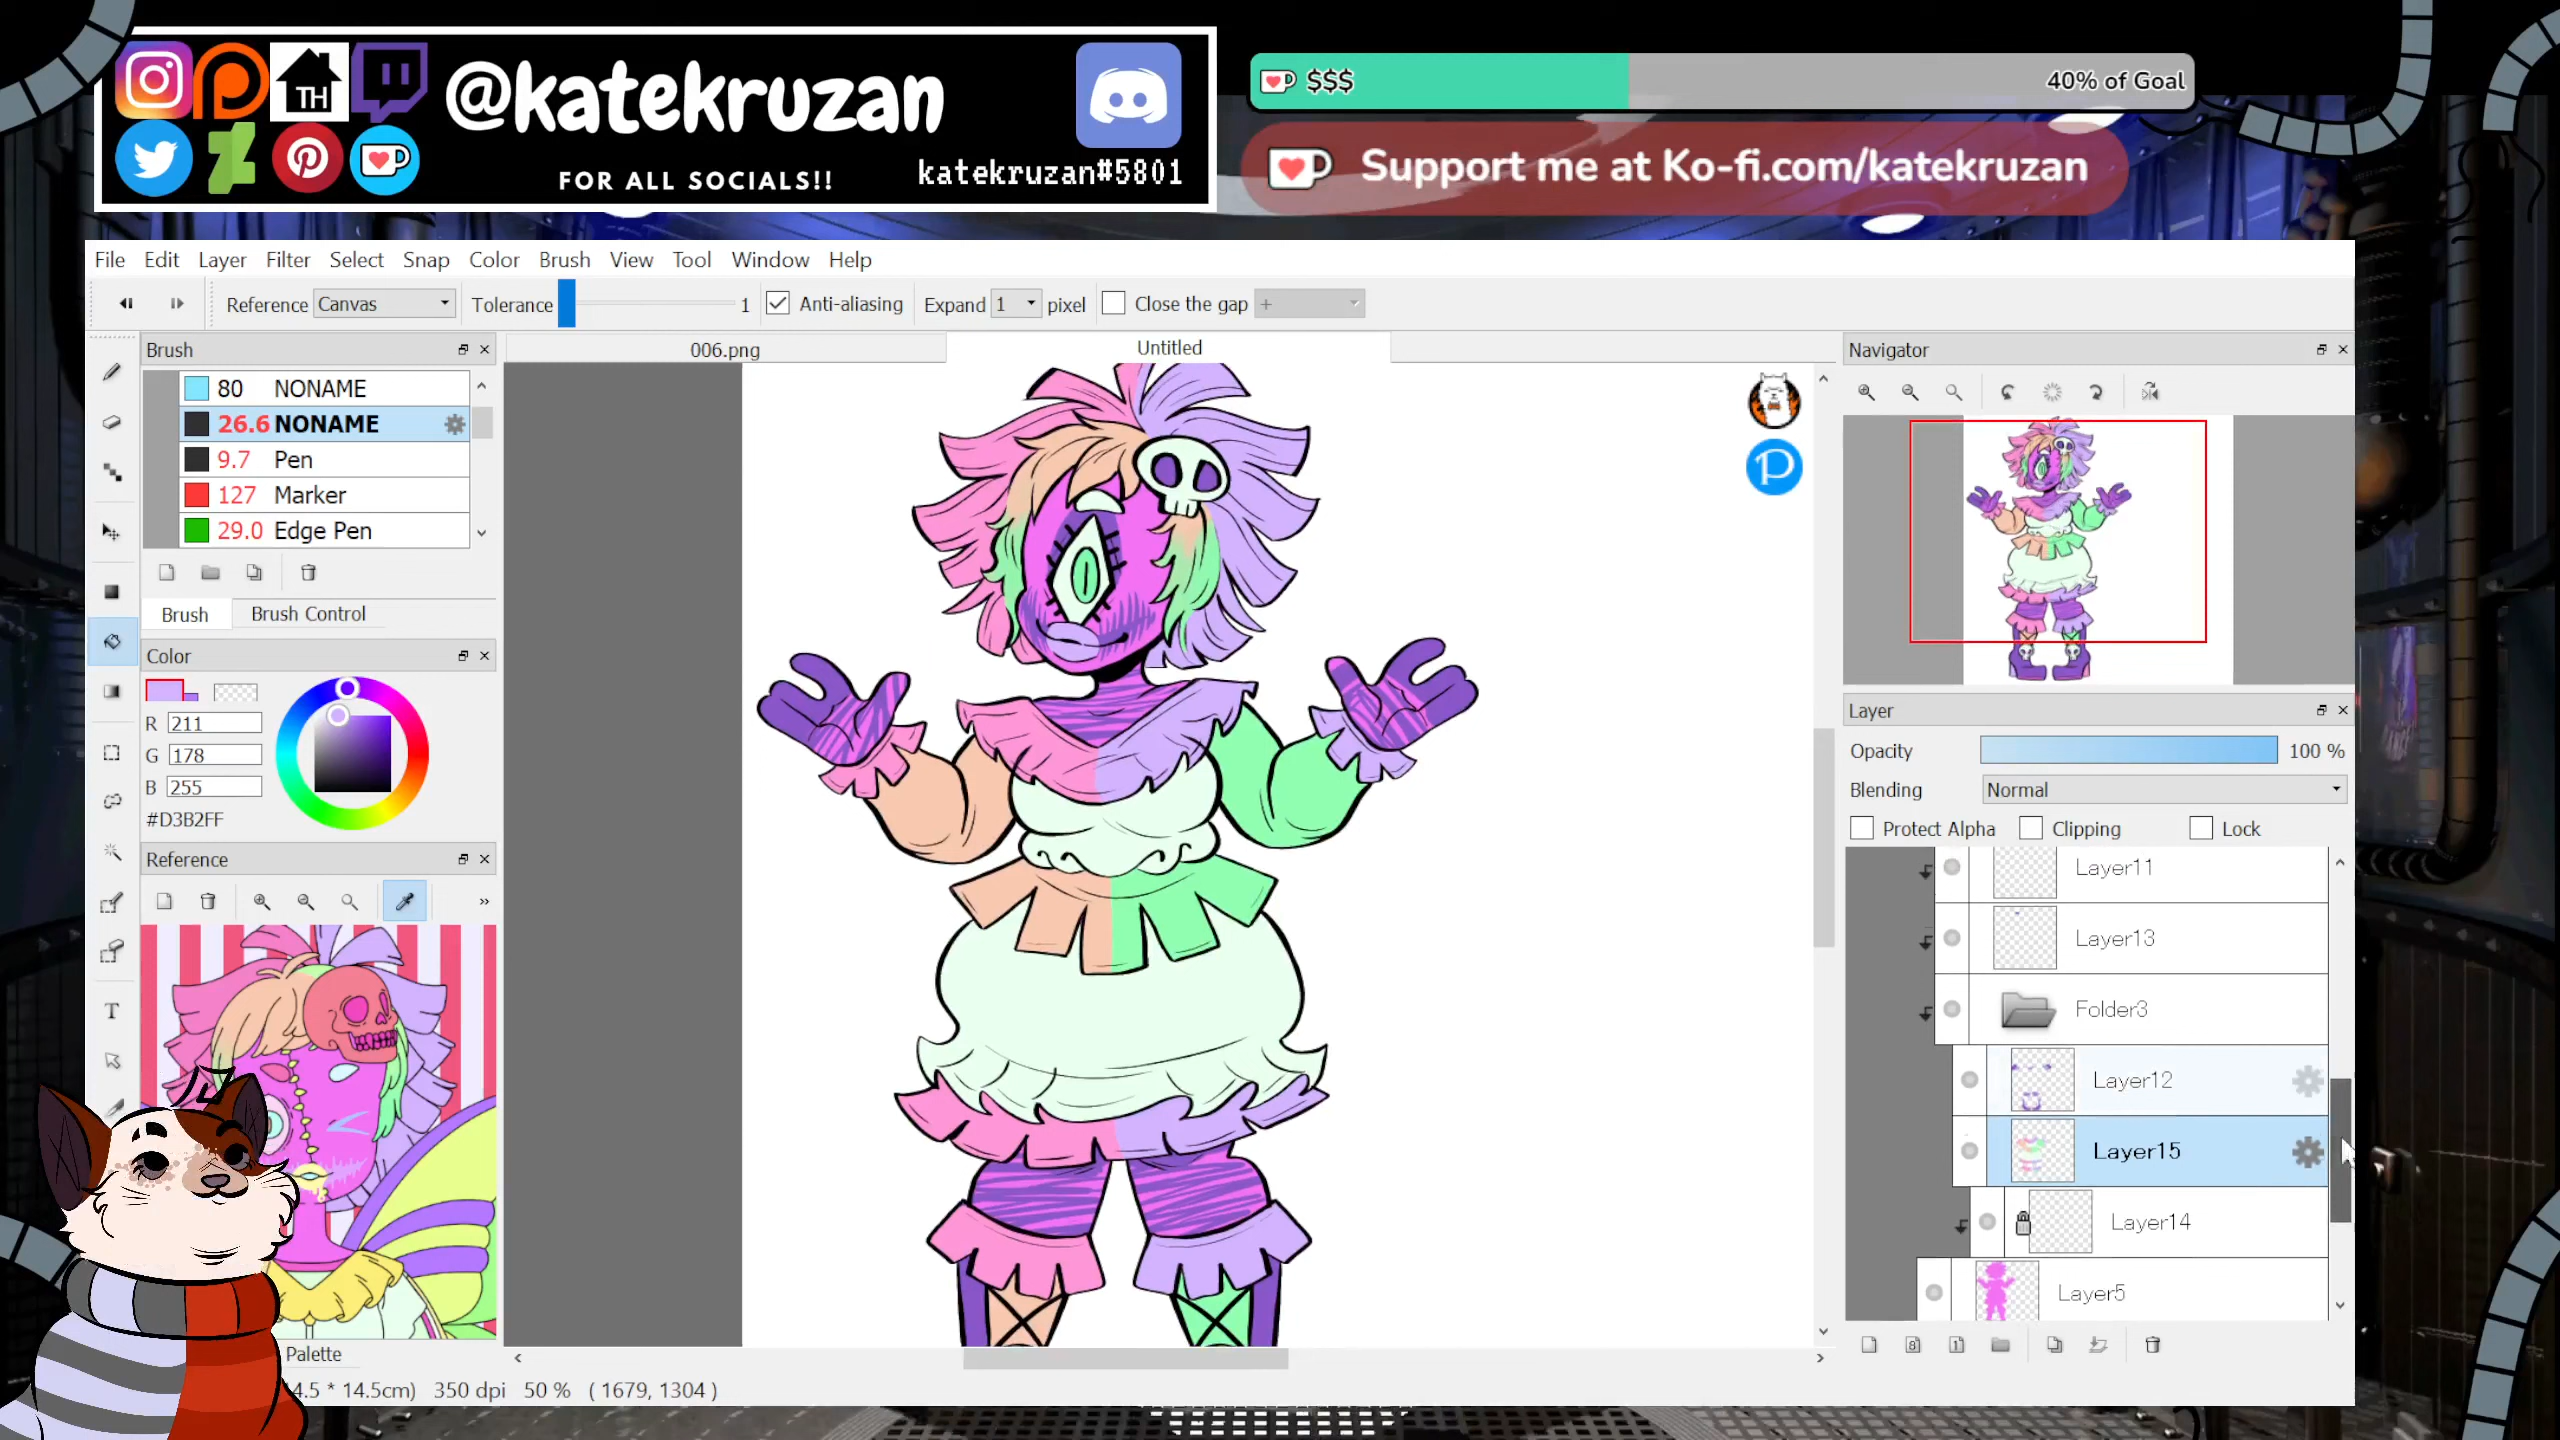 @katekruzan
FOR ALL SOCIALS!!
katekruzan#5801
TH
$$$ 40% of Goal
Support me at Ko-fi.com/katekruzan
File Edit Layer Filter Select Snap Color Brush View Tool Window Help
Reference Canvas Tolerance 1 Anti-aliasing Expand 1 pixel Close the gap +
Brush
006.png Untitled
Navigator
80 NONAME
26.6 NONAME
9.7 Pen
127 Marker
29.0 Edge Pen
Brush Brush Control
Color
R 211
G 178
B 255
#D3B2FF
Reference
T
Palette
4.5 * 14.5cm) 350 dpi 50 % ( 1679, 1304 )
Layer
Opacity 100 %
Blending Normal
Protect Alpha Clipping Lock
Layer11
Layer13
Folder3
Layer12
Layer15
Layer14
Layer5